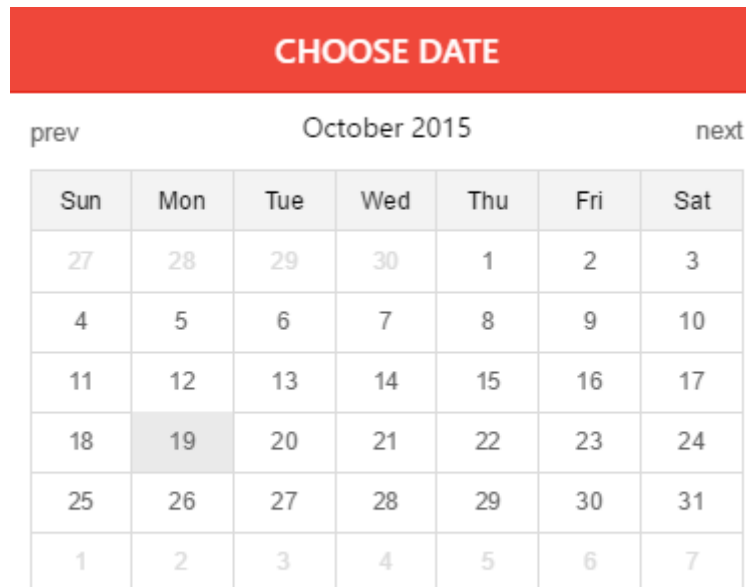 CHOOSE DATE
prev October 2015 next
Sun Mon Tue Wed Thu Fri Sat
27 28 29 30 1 2 3
4 5 6 7 8 9 10
11 12 13 14 15 16 17
18 19 20 21 22 23 24
25 26 27 28 29 30 31
1 2 3 4 5 6 7